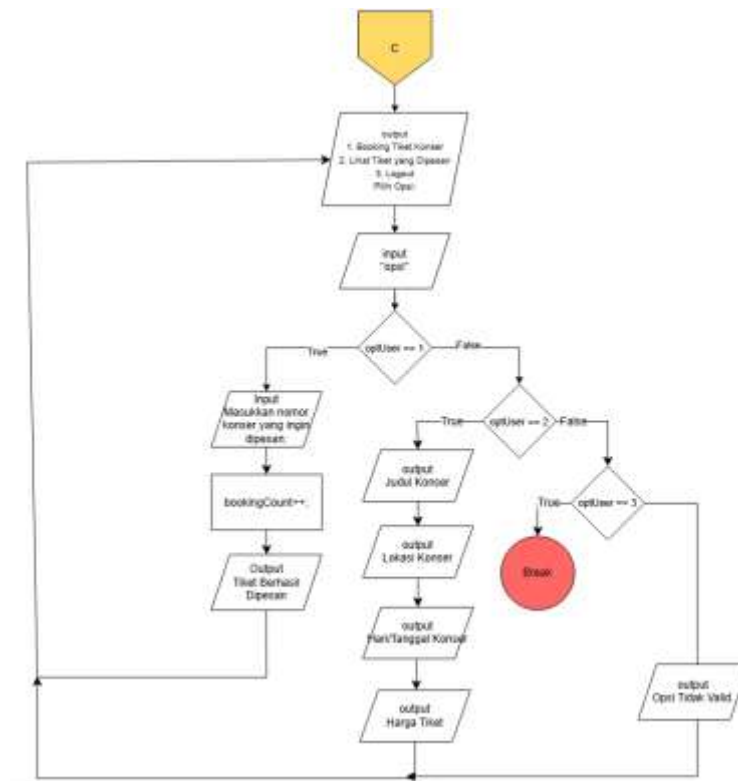 C
output
1. Booking Tiket Konser
2. Lihat Tiket yang Dipesan
3. Logout
Pilih Opsi
input
"opsi"
optUser == 1
True
False
Input
Masukkan nomor
konser yang ingin
dipesan
bookingCount++;
Output
Tiket Berhasil
Dipesan
optUser == 2
True
False
output
Judul Konser
output
Lokasi Konser
output
Hari/Tanggal Konser
output
Harga Tiket
optUser == 3
True
Break
output
Opsi Tidak Valid.